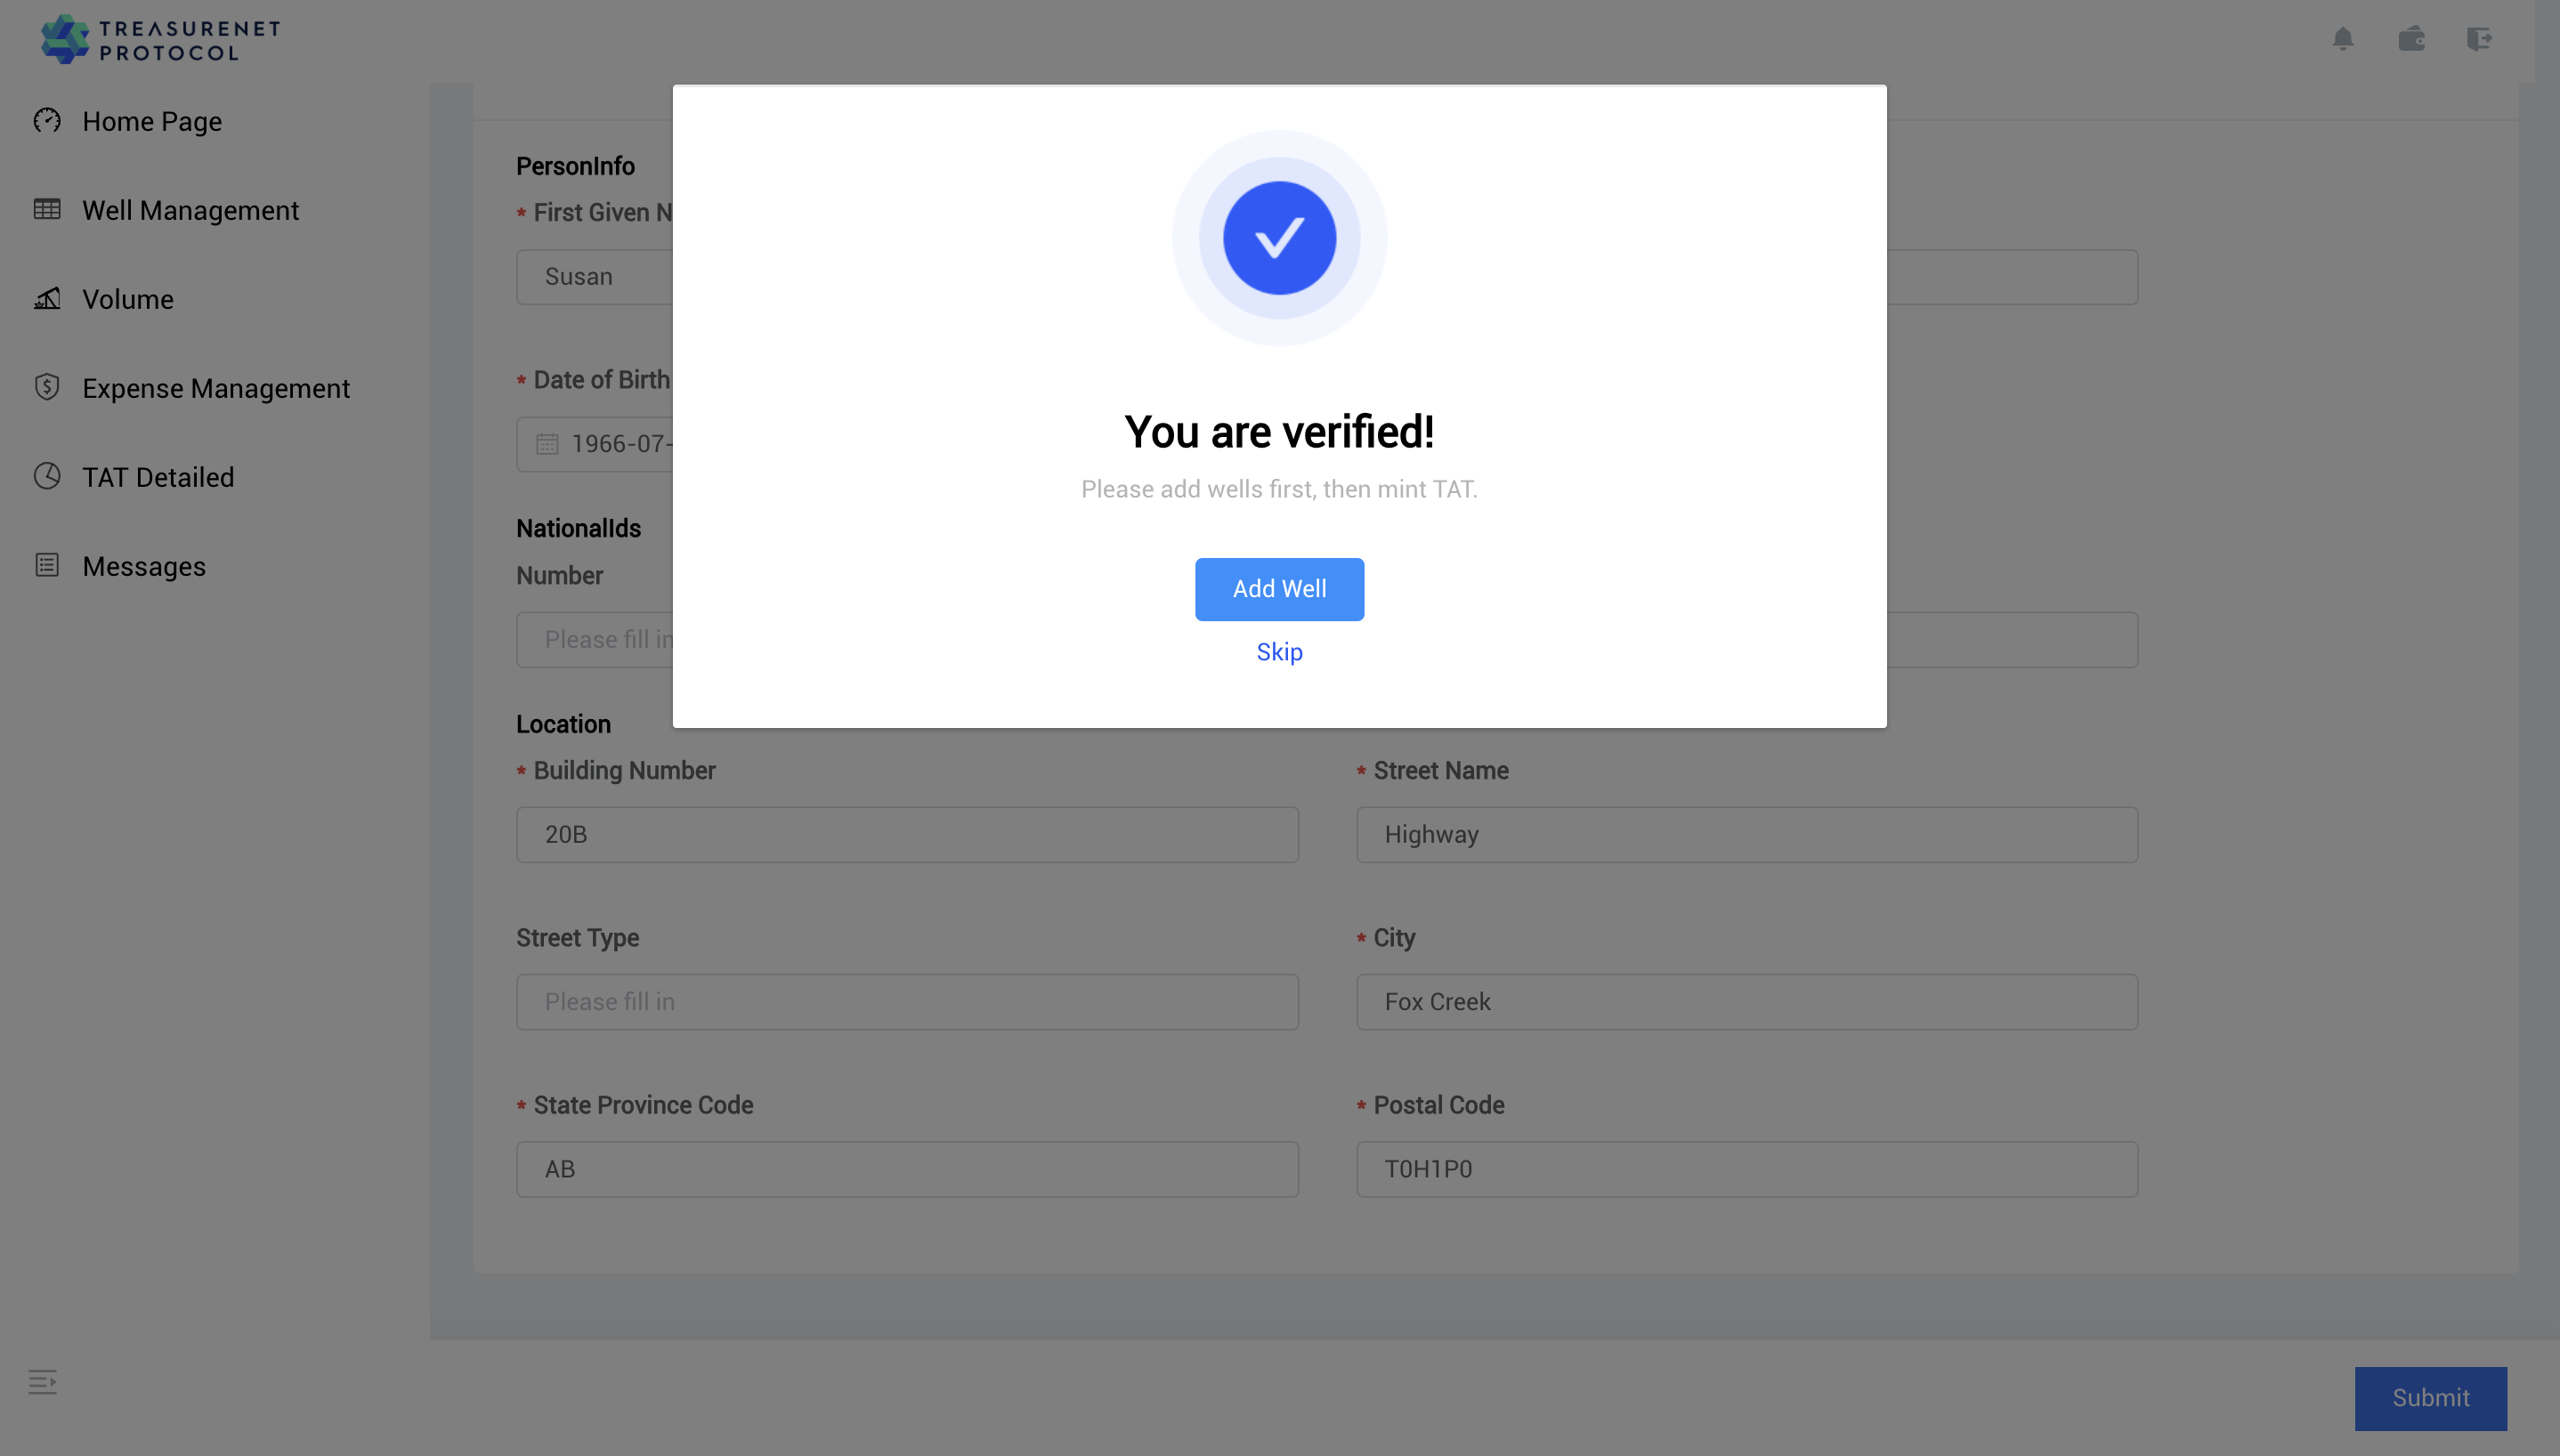 TREASURENET
PROTOCOL
Home Page
Well Management
Volume
Expense Management
TAT Detailed
Messages
PersonInfo
* First Given N
Susan
* Date of Birth
1966-07-
NationalIds
Number
Please fill in
You are verified!
Please add wells first, then mint TAT.
Add Well
Skip
Location
* Building Number
* Street Name
20B
Highway
Street Type
* City
Please fill in
Fox Creek
* State Province Code
* Postal Code
AB
T0H1P0
Submit